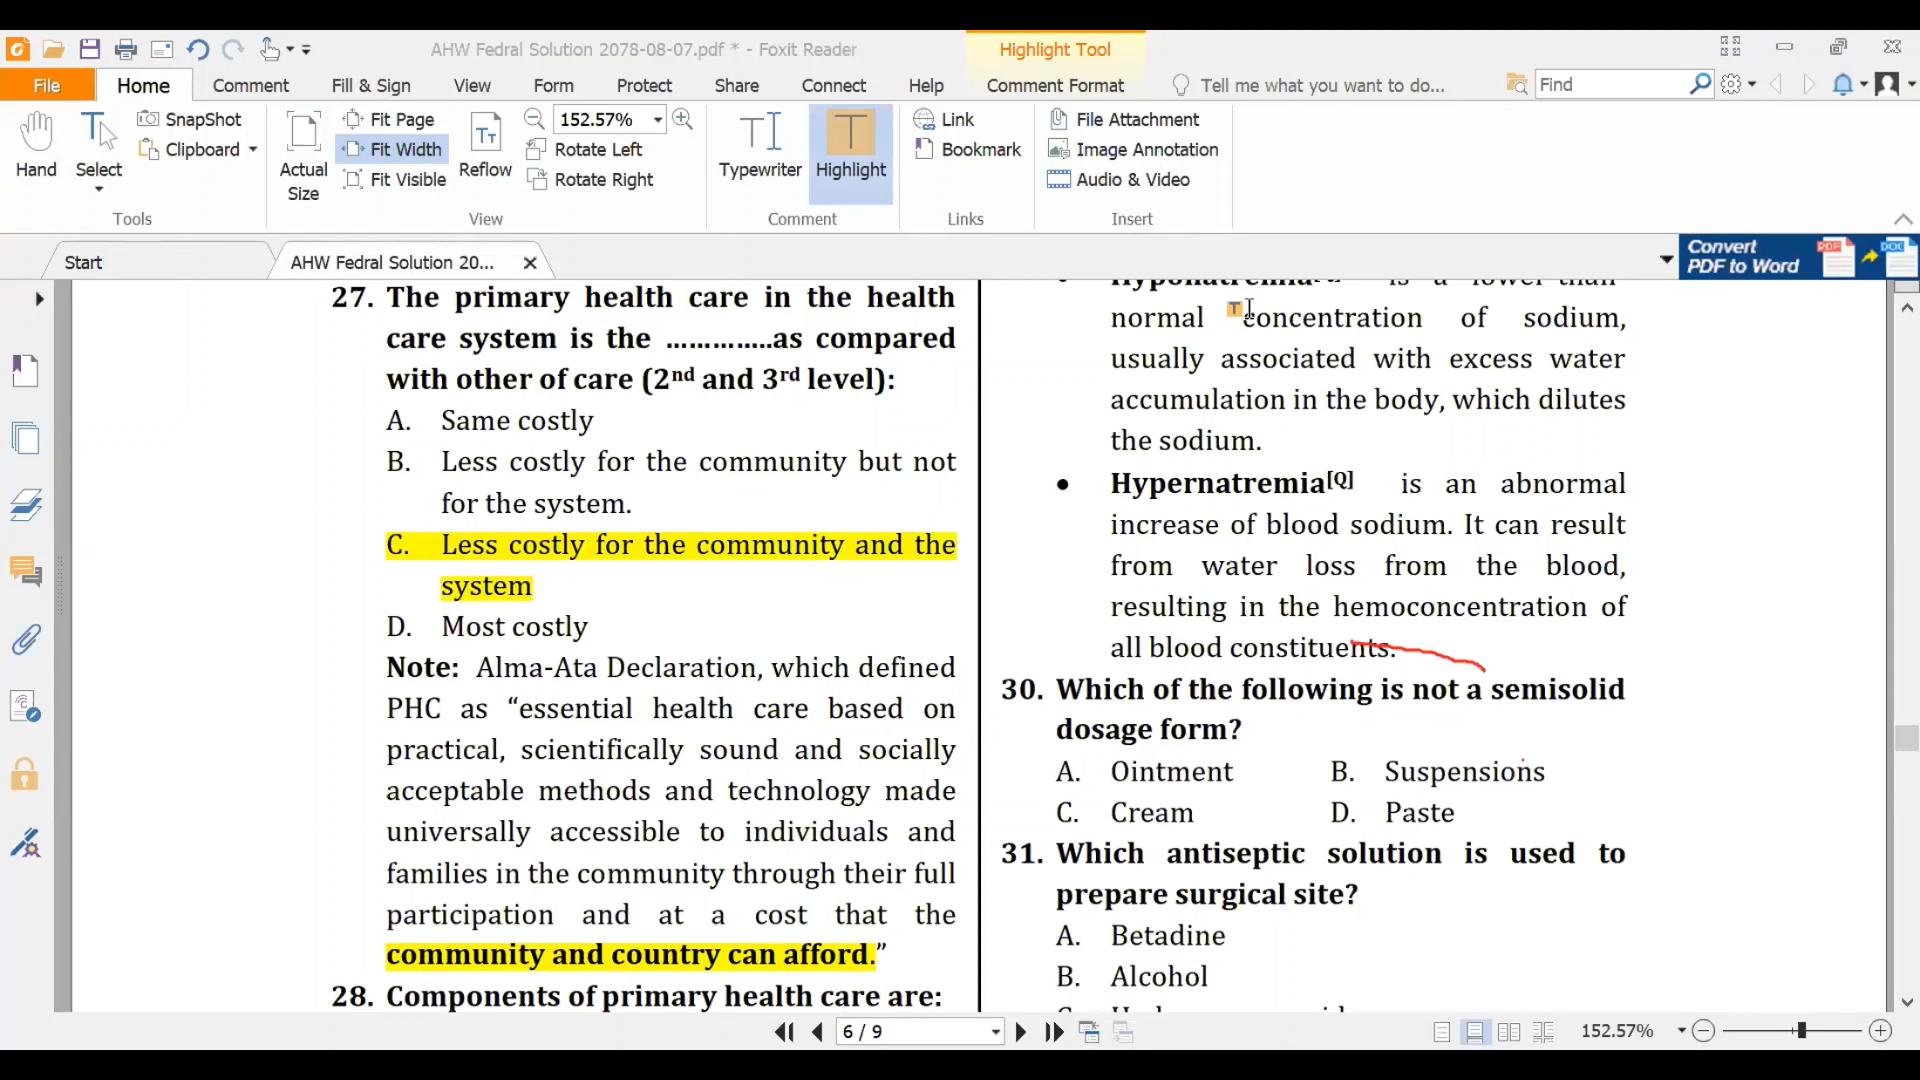 AHW Fedral Solution 2078-08-07.pdf * - Foxit Reader
Highlight Tool
File Home Comment Fill & Sign View Form Protect Share Connect Help Comment Format Tell me what you want to do... Find
Hand
Select
SnapShot
Clipboard
Tools
Actual Size
Fit Page
Fit Width
Fit Visible
Reflow
152.57%
Rotate Left
Rotate Right
View
Typewriter
Highlight
Comment
Link
Bookmark
Links
File Attachment
Image Annotation
Audio & Video
Insert
Start
AHW Fedral Solution 20...
Convert
PDF to Word
27. The primary health care in the health
care system is the …………..as compared
with other of care (2nd and 3rd level):
A. Same costly
B. Less costly for the community but not
for the system.
C. Less costly for the community and the
system
D. Most costly
Note: Alma-Ata Declaration, which defined
PHC as “essential health care based on
practical, scientifically sound and socially
acceptable methods and technology made
universally accessible to individuals and
families in the community through their full
participation and at a cost that the
community and country can afford.”
28. Components of primary health care are:
Hyponatremia is a lower than
normal concentration of sodium,
usually associated with excess water
accumulation in the body, which dilutes
the sodium.
• Hypernatremia[Q] is an abnormal
increase of blood sodium. It can result
from water loss from the blood,
resulting in the hemoconcentration of
all blood constituents.
30. Which of the following is not a semisolid
dosage form?
A. Ointment B. Suspensions
C. Cream D. Paste
31. Which antiseptic solution is used to
prepare surgical site?
A. Betadine
B. Alcohol
6 / 9
152.57%